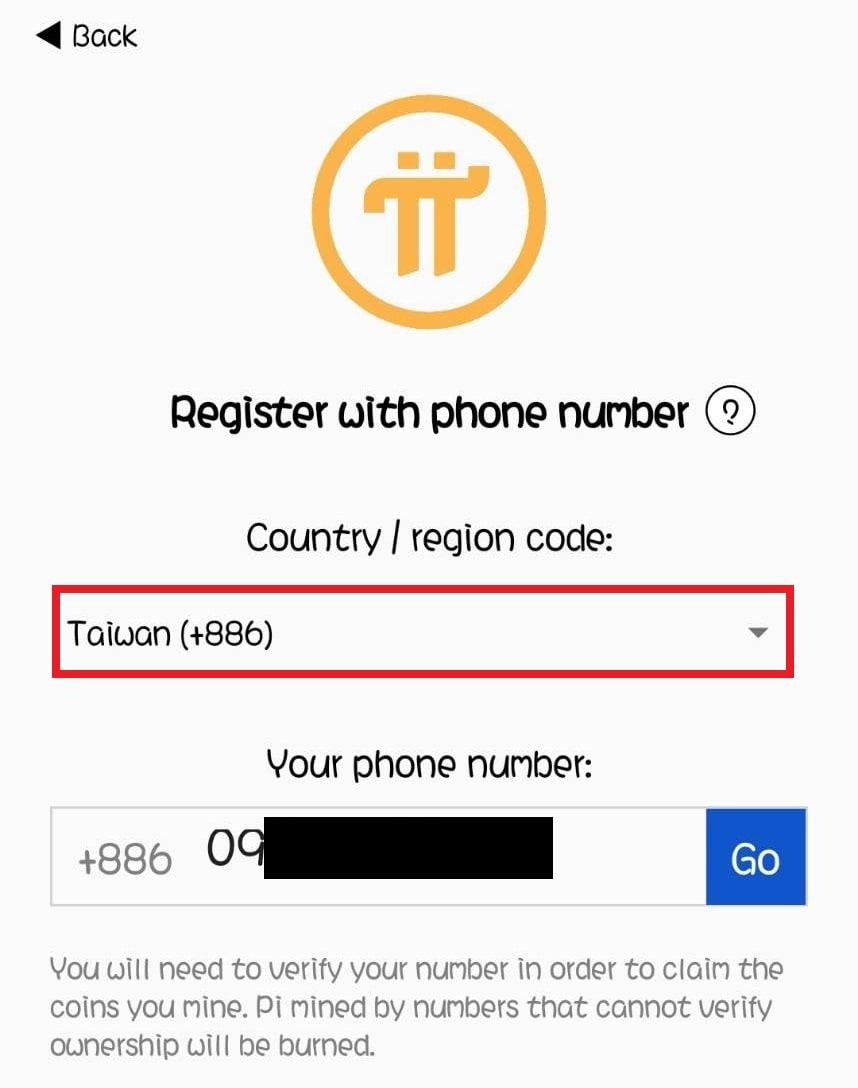 Back
Register with phone number ?
Country / region code:
Taiwan (+886)
Your phone number:
+886 09 Go
You will need to verify your number in order to claim the
coins you mine. Pi mined by numbers that cannot verify
ownership will be burned.